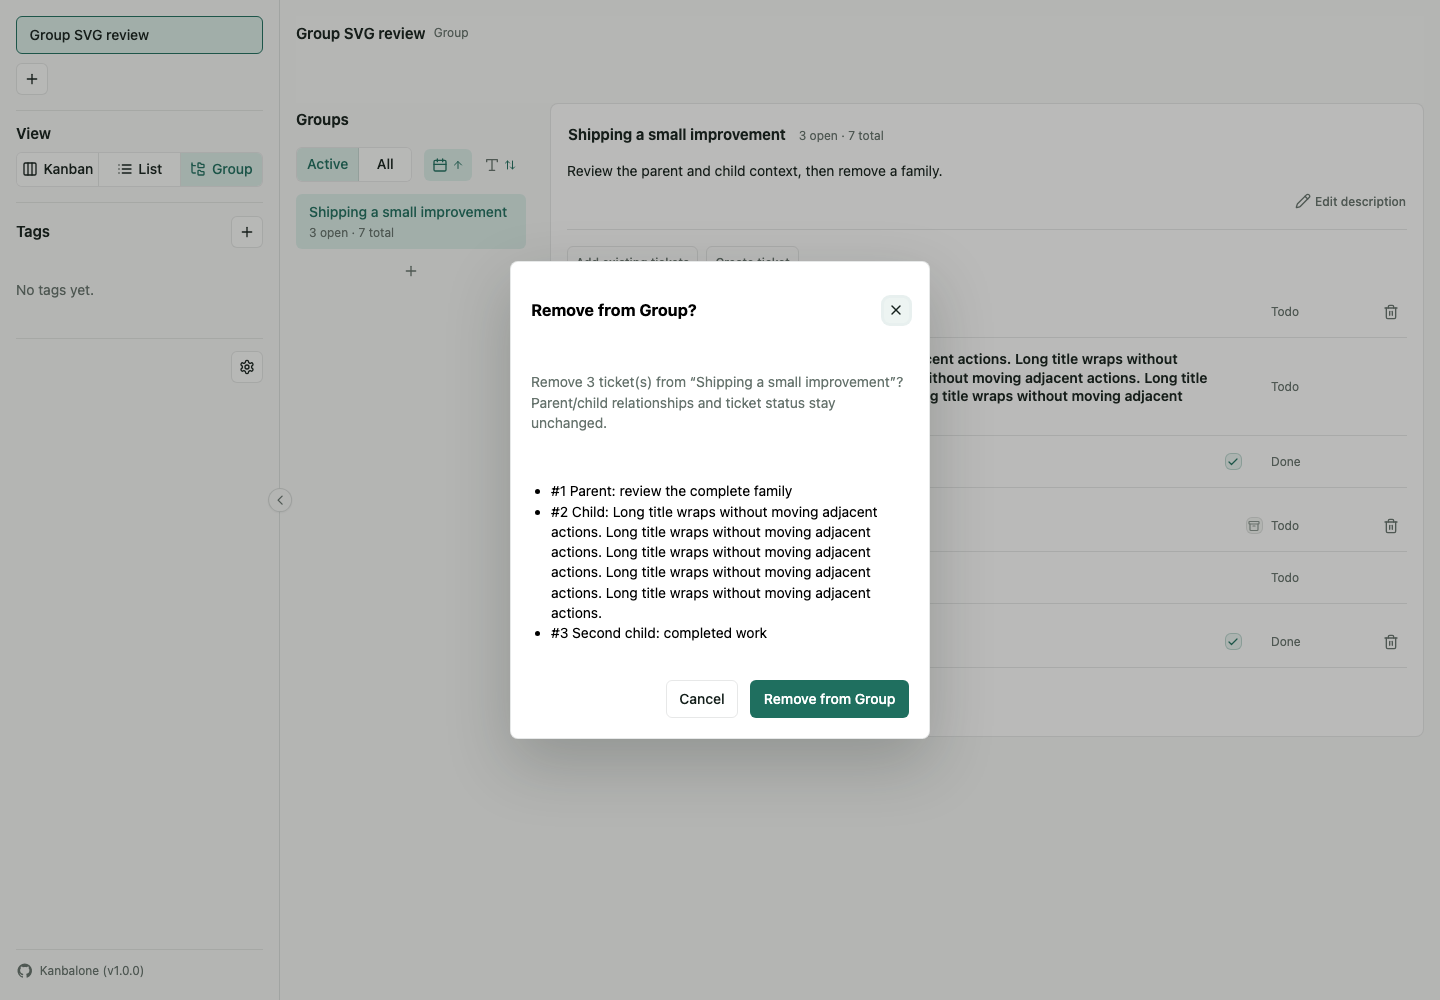 Group SVG review
View
Kanban
List
Group
Tags
No tags yet.
Kanbalone (v1.0.0)
Group SVG review Group
Groups
Active
All
Shipping a small improvement
3 open · 7 total
Shipping a small improvement 3 open · 7 total
Review the parent and child context, then remove a family.
Edit description
Add existing tickets
Create ticket
Todo
cent actions. Long title wraps without
ithout moving adjacent actions. Long title
g title wraps without moving adjacent
Todo
Done
Todo
Todo
Done
Remove from Group?
Remove 3 ticket(s) from “Shipping a small improvement”?
Parent/child relationships and ticket status stay
unchanged.
#1 Parent: review the complete family
#2 Child: Long title wraps without moving adjacent
actions. Long title wraps without moving adjacent
actions. Long title wraps without moving adjacent
actions. Long title wraps without moving adjacent
actions. Long title wraps without moving adjacent
actions.
#3 Second child: completed work
Cancel
Remove from Group